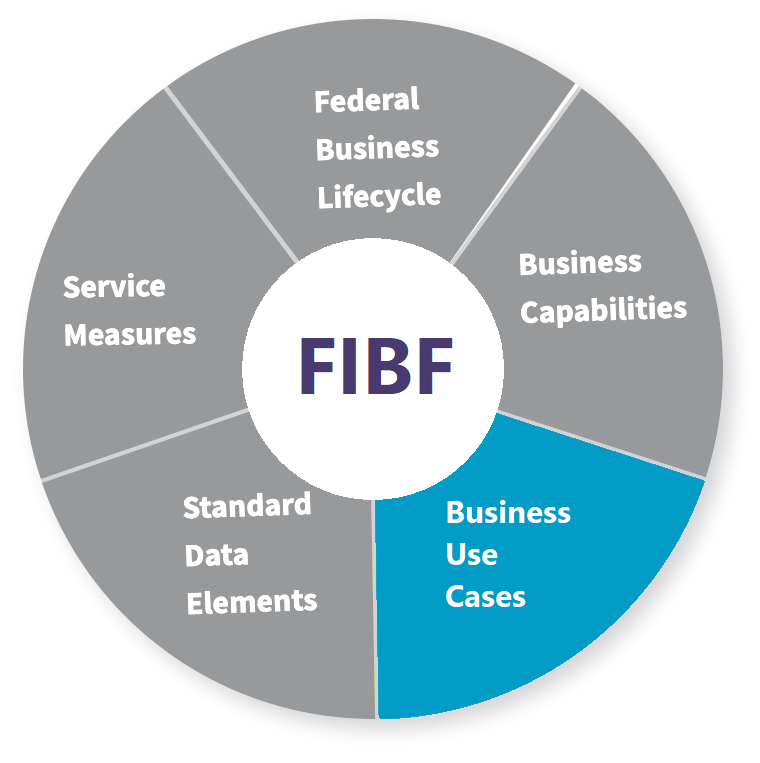 Federal
Business
Lifecycle
Business
Capabilities
Business
Use
Cases
Standard
Data
Elements
Service
Measures
FIBF